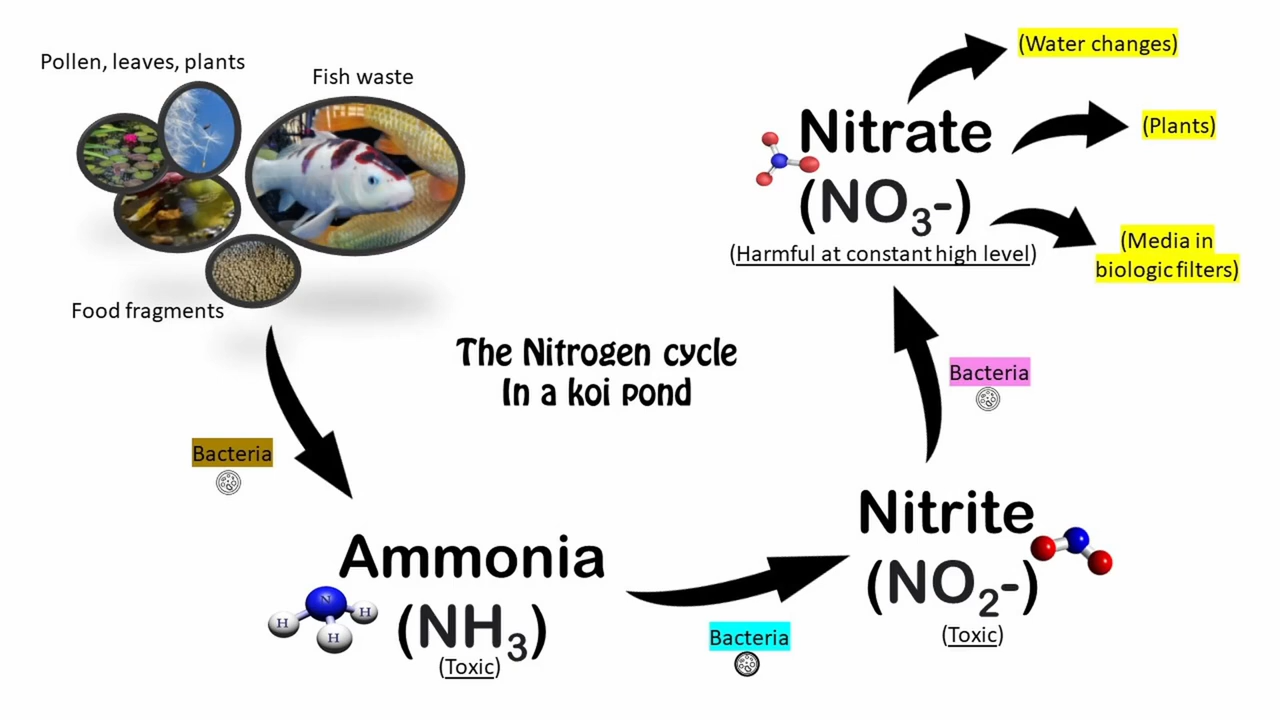 Pollen, leaves, plants
Fish waste
Food fragments
Bacteria
The Nitrogen cycle
In a koi pond
Ammonia
(NH₃)
(Toxic)
N
H
H
H
Bacteria
Nitrite
(NO₂-)
(Toxic)
Bacteria
Nitrate
(NO₃-)
(Harmful at constant high level)
(Water changes)
(Plants)
(Media in
biologic filters)